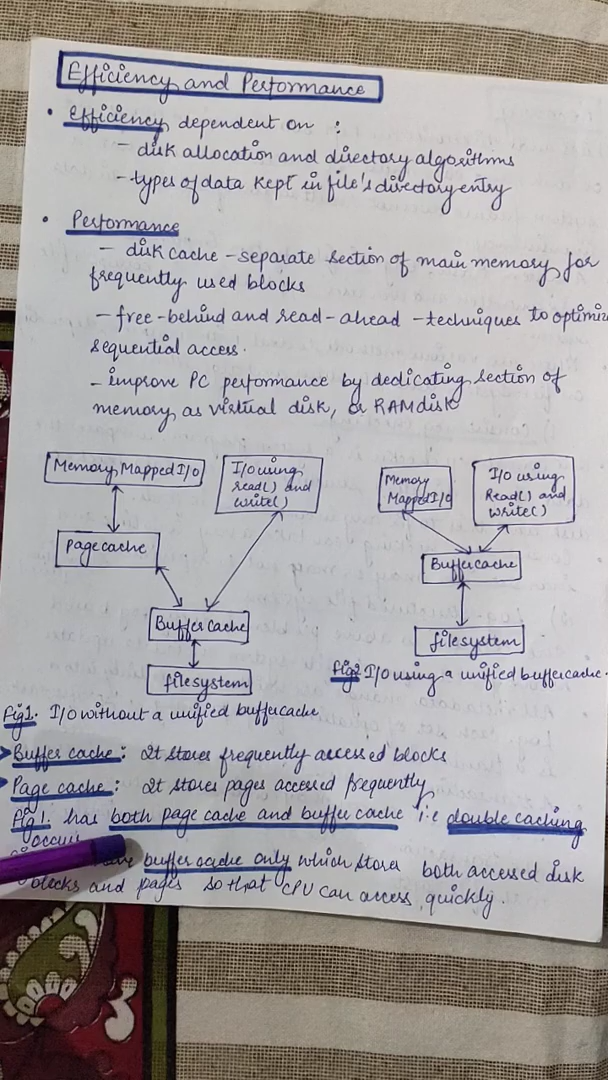 Efficiency and Performance
• Efficiency dependent on :
– disk allocation and directory algorithms
– types of data kept in file's directory entry
• Performance
– disk cache – separate section of main memory for
frequently used blocks
– free-behind and read-ahead – techniques to optimiz
sequential access.
– improve PC performance by dedicating section of
memory as virtual disk, or RAM disk
Memory Mapped I/O
I/O using
read() and
write()
Page cache
Buffer cache
filesystem
Memory
Mapped I/O
I/O using
Read() and
write()
Buffer cache
filesystem
Fig2 I/O using a unified buffer cache.
Fig1. I/O without a unified buffer cache
Buffer cache : It stores frequently accessed blocks
Page cache : It stores pages accessed frequently
Fig 1. has both page cache and buffer cache i.e double caching
occurs
buffer cache only which stores both accessed disk
blocks and pages so that CPU can access quickly.